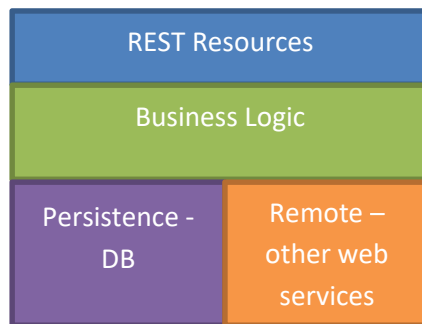 REST Resources
Business Logic
Persistence -
DB
Remote –
other web
services